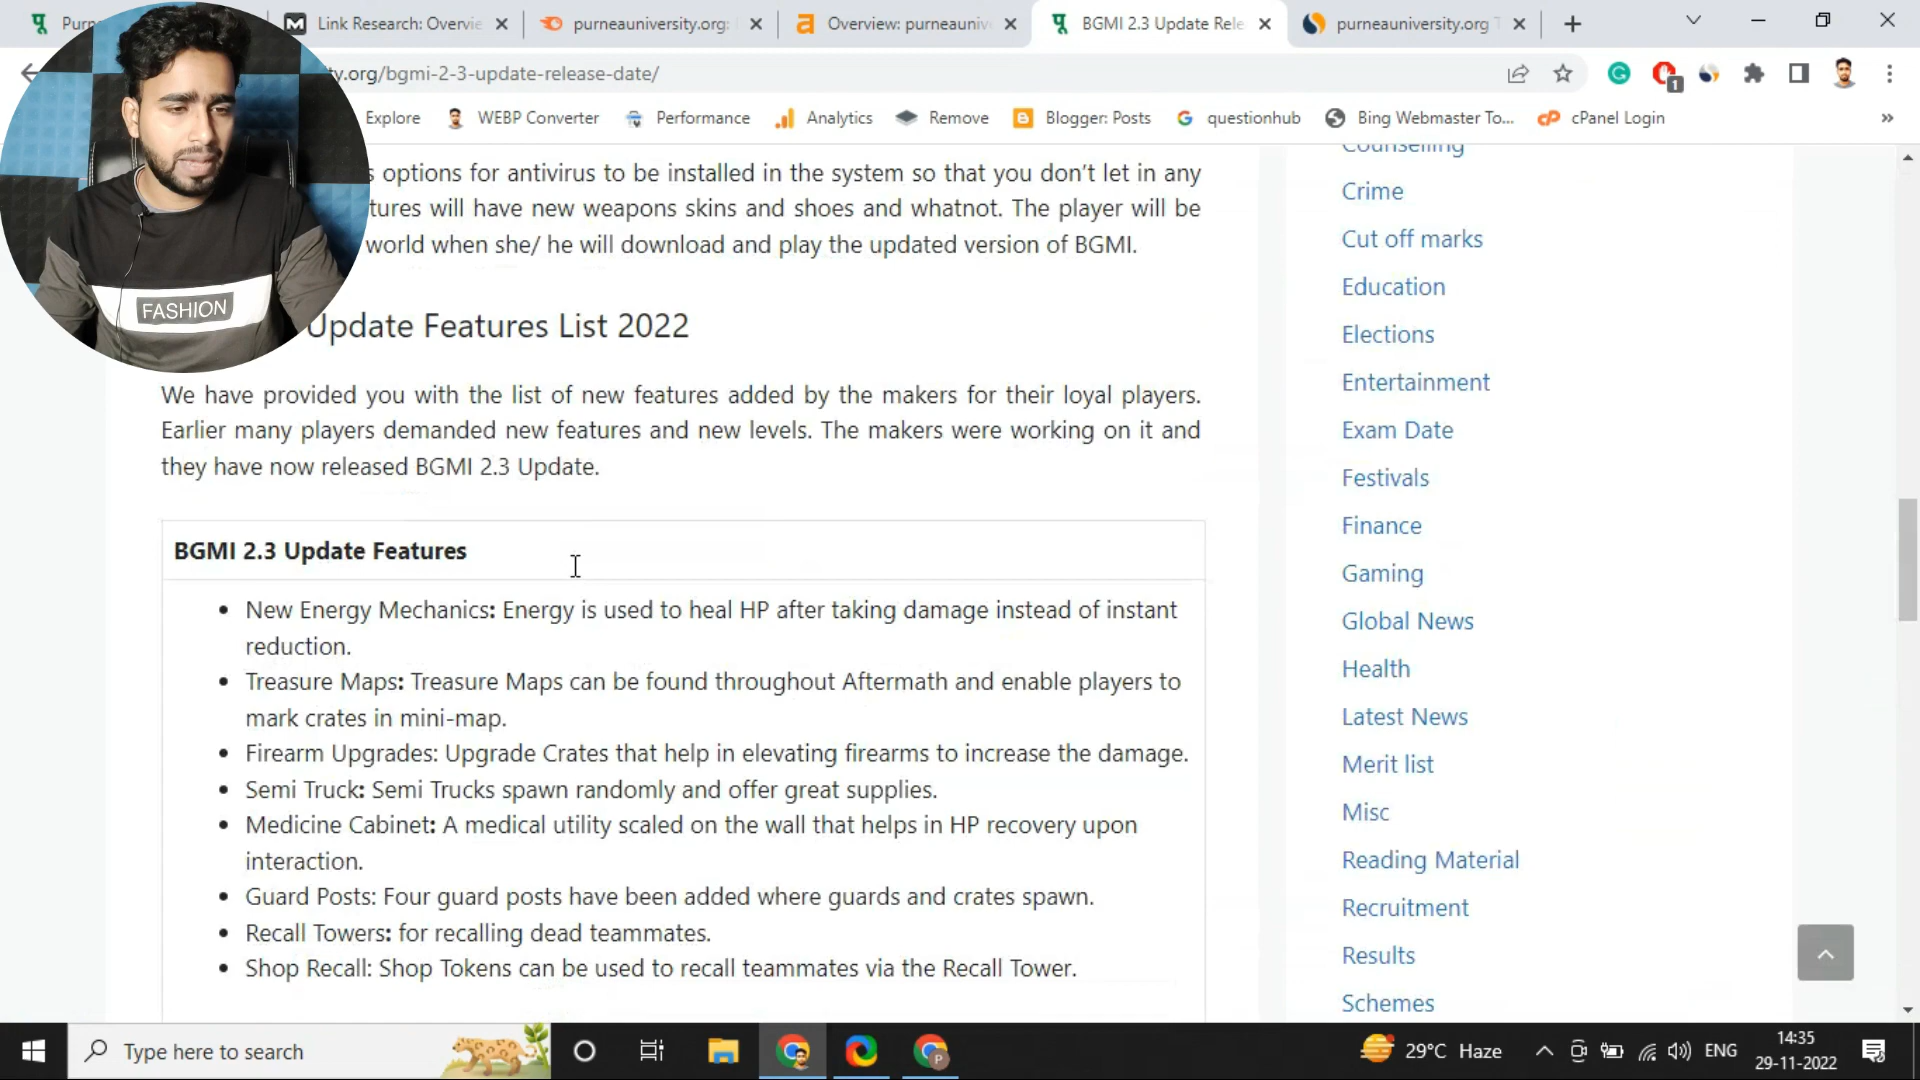 Pur
Link Research: Overvie
purneauniversity.org:
Overview: purneauniv
BGMI 2.3 Update Rele
purneauniversity.org T
ty.org/bgmi-2-3-update-release-date/
1
Explore
WEBP Converter
Performance
Analytics
Remove
Blogger: Posts
questionhub
Bing Webmaster To...
cPanel Login
»
s options for antivirus to be installed in the system so that you don't let in any
tures will have new weapons skins and shoes and whatnot. The player will be
world when she/ he will download and play the updated version of BGMI.
Update Features List 2022
We have provided you with the list of new features added by the makers for their loyal players.
Earlier many players demanded new features and new levels. The makers were working on it and
they have now released BGMI 2.3 Update.
BGMI 2.3 Update Features
• New Energy Mechanics: Energy is used to heal HP after taking damage instead of instant
reduction.
• Treasure Maps: Treasure Maps can be found throughout Aftermath and enable players to
mark crates in mini-map.
• Firearm Upgrades: Upgrade Crates that help in elevating firearms to increase the damage.
• Semi Truck: Semi Trucks spawn randomly and offer great supplies.
• Medicine Cabinet: A medical utility scaled on the wall that helps in HP recovery upon
interaction.
• Guard Posts: Four guard posts have been added where guards and crates spawn.
• Recall Towers: for recalling dead teammates.
• Shop Recall: Shop Tokens can be used to recall teammates via the Recall Tower.
Counselling
Crime
Cut off marks
Education
Elections
Entertainment
Exam Date
Festivals
Finance
Gaming
Global News
Health
Latest News
Merit list
Misc
Reading Material
Recruitment
Results
Schemes
FASHION
Type here to search
29°C Haze
ENG
14:35
29-11-2022